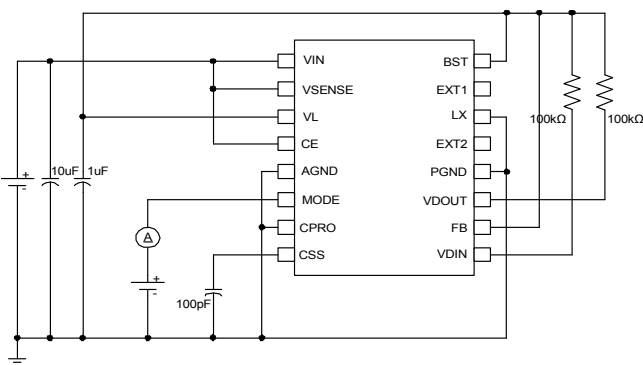 VIN
BST
VSENSE
EXT1
VL
LX
CE
EXT2
AGND
PGND
MODE
VDOUT
CPRO
FB
CSS
VDIN
10uF
1uF
100kΩ
100kΩ
+
-
A
+
-
100pF